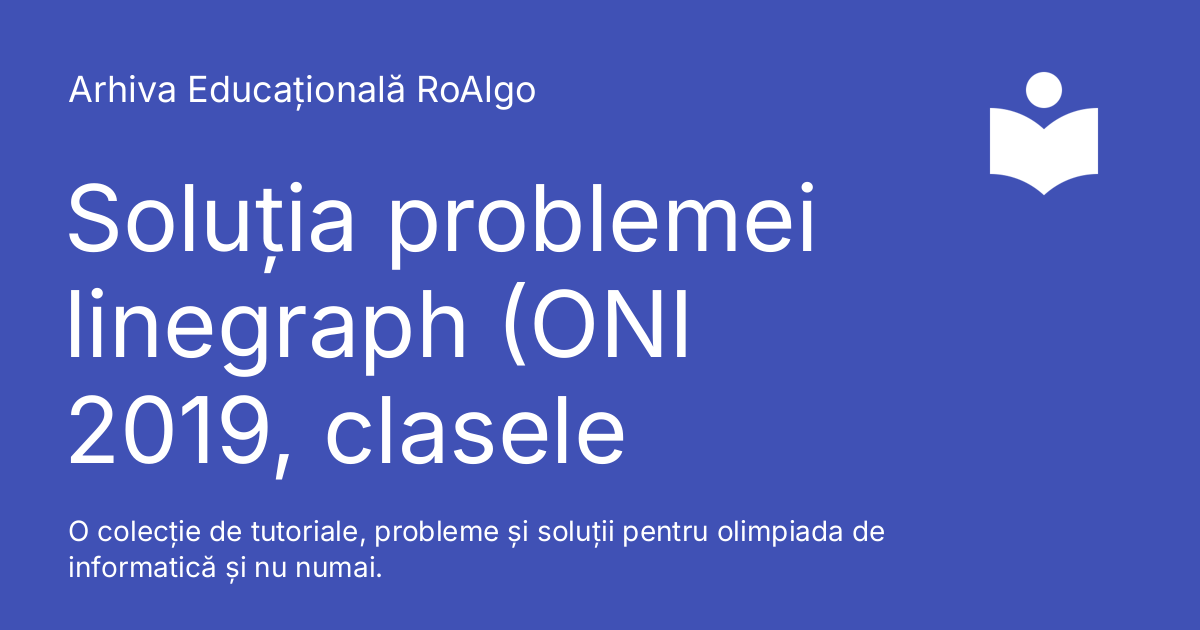 Arhiva Educațională RoAlgo
Soluția problemei
linegraph (ONI
2019, clasele
O colecție de tutoriale, probleme și soluții pentru olimpiada de
informatică și nu numai.